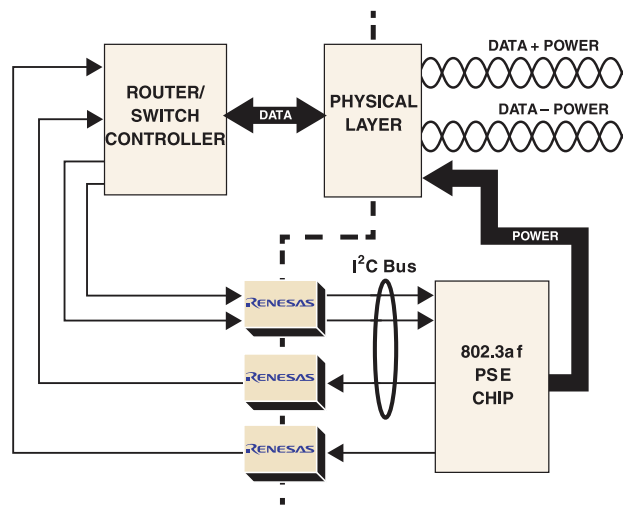 ROUTER/
SWITCH
CONTROLLER
DATA
PHYSICAL
LAYER
DATA + POWER
DATA – POWER
POWER
I²C Bus
RENESAS
RENESAS
RENESAS
802.3af
PSE
CHIP